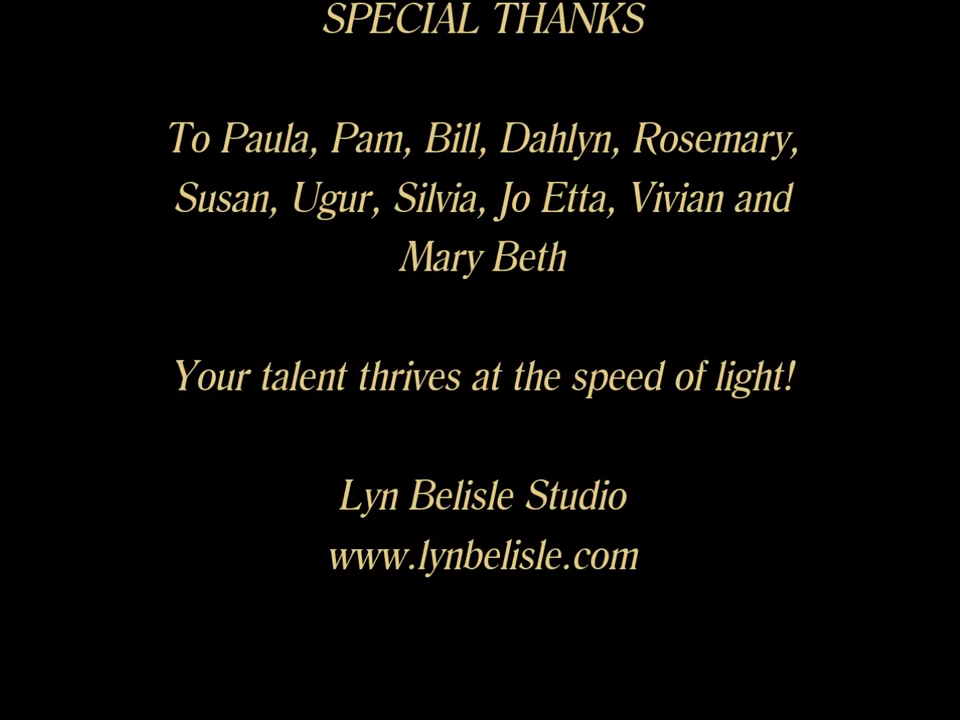 SPECIAL THANKS
To Paula, Pam, Bill, Dahlyn, Rosemary,
Susan, Ugur, Silvia, Jo Etta, Vivian and
Mary Beth
Your talent thrives at the speed of light!
Lyn Belisle Studio
www.lynbelisle.com